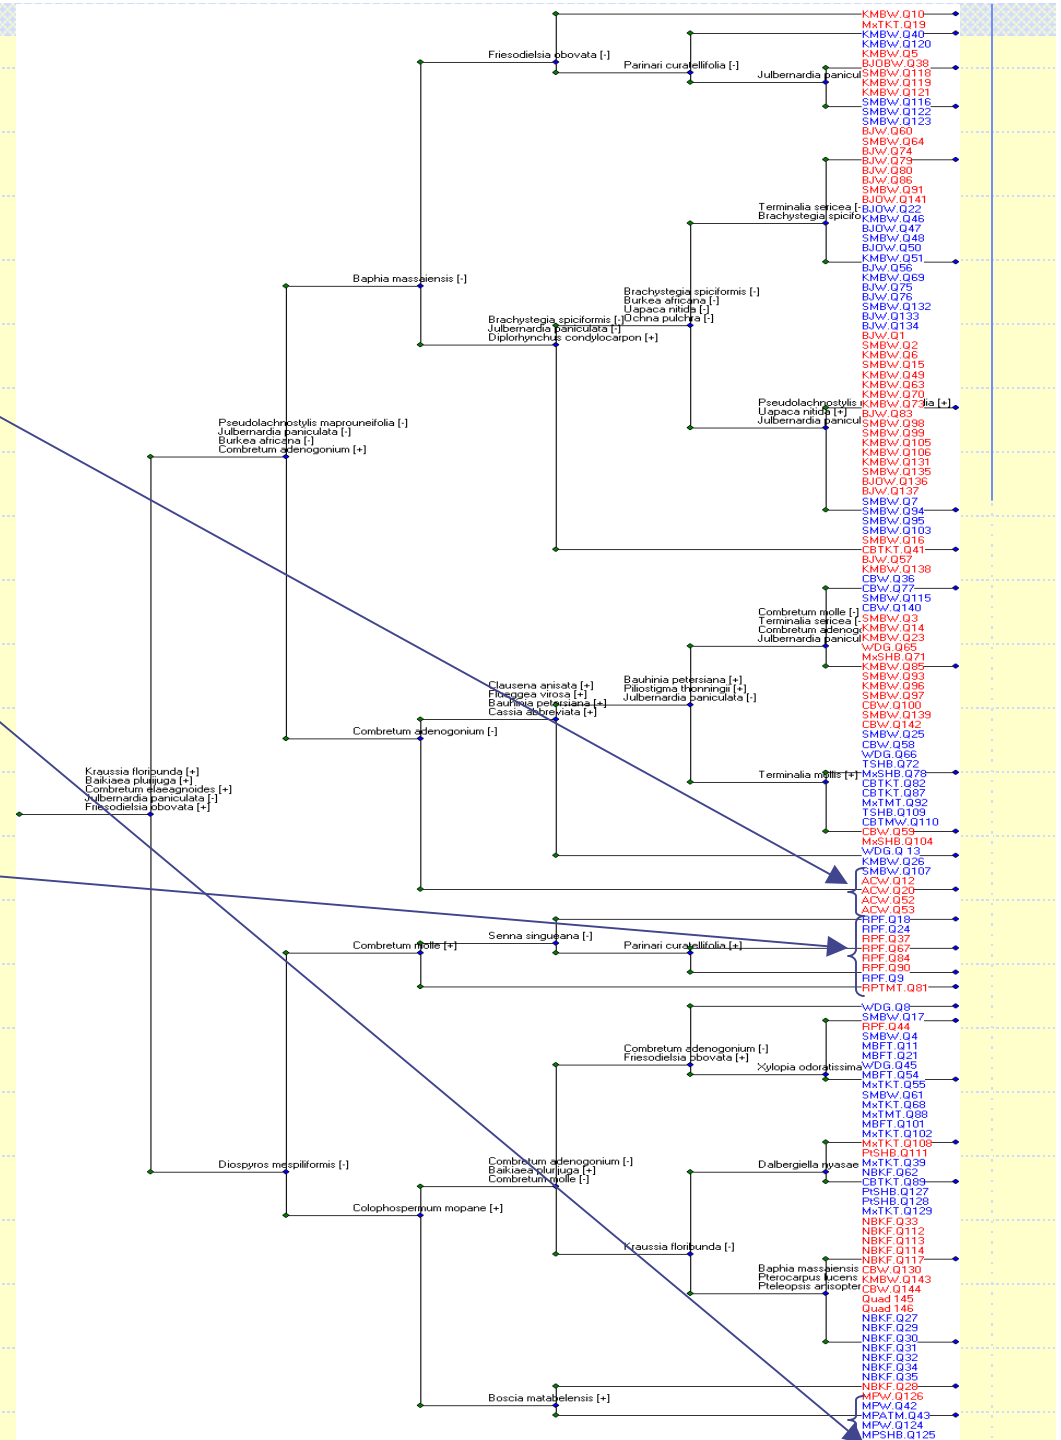 Kraussia floribunda [+]
Baikiaea plurijuga [+]
Combretum elaeagnoides [+]
Julbernardia paniculata [-]
Friesodielsia obovata [+]
Pseudolachnostylis maprouneifolia [-]
Julbernardia paniculata [-]
Burkea africana [-]
Combretum adenogonium [+]
Diospyros mespiliformis [-]
Baphia massaiensis [-]
Combretum adenogonium [-]
Combretum molle [+]
Colophospermum mopane [+]
Friesodielsia obovata [-]
Brachystegia spiciformis [-]
Julbernardia paniculata [-]
Diplorhynchus condylocarpon [+]
Clausena anisata [+]
Flueggea virosa [+]
Bauhinia petersiana [+]
Cassia abbreviata [+]
Senna singueana [-]
Combretum adenogonium [-]
Baikiaea plurijuga [+]
Combretum molle [-]
Boscia matabelensis [+]
Parinari curatellifolia [-]
Brachystegia spiciformis [-]
Burkea africana [-]
Uapaca nitida [-]
Ochna pulchra [-]
Bauhinia petersiana [+]
Piliostigma thonningii [+]
Julbernardia paniculata [-]
Parinari curatellifolia [+]
Combretum adenogonium [-]
Friesodielsia obovata [+]
Kraussia floribunda [-]
Julbernardia panicul
Terminalia sericea [-
Brachystegia spicifo
Pseudolachnostylis lia [+]
Uapaca nitida [+]
Julbernardia panicul
Combretum molle [-]
Terminalia sericea [-
Combretum adenog
Julbernardia panicul
Terminalia mollis [+]
Xylopia odoratissima
Dalbergiella nyasae
Baphia massaiensis
Pterocarpus lucens
Pteleopsis anisopter
KMBW.Q10
MxTKT.Q19
KMBW.Q40
KMBW.Q120
KMBW.Q5
BJOBW.Q38
SMBW.Q118
KMBW.Q119
KMBW.Q121
SMBW.Q116
SMBW.Q122
SMBW.Q123
BJW.Q60
SMBW.Q64
BJW.Q74
BJW.Q79
BJW.Q80
BJW.Q86
SMBW.Q91
BJOW.Q141
BJOW.Q22
KMBW.Q46
BJOW.Q47
SMBW.Q48
BJOW.Q50
KMBW.Q51
BJW.Q56
KMBW.Q69
BJW.Q75
BJW.Q76
SMBW.Q132
BJW.Q133
BJW.Q134
BJW.Q1
SMBW.Q2
KMBW.Q6
SMBW.Q15
KMBW.Q49
KMBW.Q63
KMBW.Q70
KMBW.Q73
BJW.Q83
SMBW.Q98
SMBW.Q99
KMBW.Q105
KMBW.Q106
KMBW.Q131
SMBW.Q135
BJOW.Q136
BJW.Q137
SMBW.Q7
SMBW.Q94
SMBW.Q95
SMBW.Q103
SMBW.Q16
CBTKT.Q41
BJW.Q57
KMBW.Q138
CBW.Q36
CBW.Q77
SMBW.Q115
CBW.Q140
SMBW.Q3
KMBW.Q14
KMBW.Q23
WDG.Q65
MxSHB.Q71
KMBW.Q85
SMBW.Q93
KMBW.Q96
SMBW.Q97
CBW.Q100
SMBW.Q139
CBW.Q142
SMBW.Q25
CBW.Q58
WDG.Q66
TSHB.Q72
MxSHB.Q78
CBTKT.Q82
CBTKT.Q87
MxTMT.Q92
TSHB.Q109
CBTMW.Q110
CBW.Q59
MxSHB.Q104
WDG.Q 13
KMBW.Q26
SMBW.Q107
ACW.Q12
ACW.Q20
ACW.Q52
ACW.Q53
RPF.Q18
RPF.Q24
RPF.Q37
RPF.Q67
RPF.Q84
RPF.Q90
RPF.Q9
RPTMT.Q81
WDG.Q8
SMBW.Q17
RPF.Q44
SMBW.Q4
MBFT.Q11
MBFT.Q21
WDG.Q45
MBFT.Q54
MxTKT.Q55
SMBW.Q61
MxTKT.Q68
MxTMT.Q88
MBFT.Q101
MxTKT.Q102
MxTKT.Q108
PtSHB.Q111
MxTKT.Q39
NBKF.Q62
CBTKT.Q89
PtSHB.Q127
PtSHB.Q128
MxTKT.Q129
NBKF.Q33
NBKF.Q112
NBKF.Q113
NBKF.Q114
NBKF.Q117
CBW.Q130
KMBW.Q143
CBW.Q144
Quad 145
Quad 146
NBKF.Q27
NBKF.Q29
NBKF.Q30
NBKF.Q31
NBKF.Q32
NBKF.Q34
NBKF.Q35
NBKF.Q28
MPW.Q126
MPW.Q42
MPATM.Q43
MPW.Q124
MPSHB.Q125